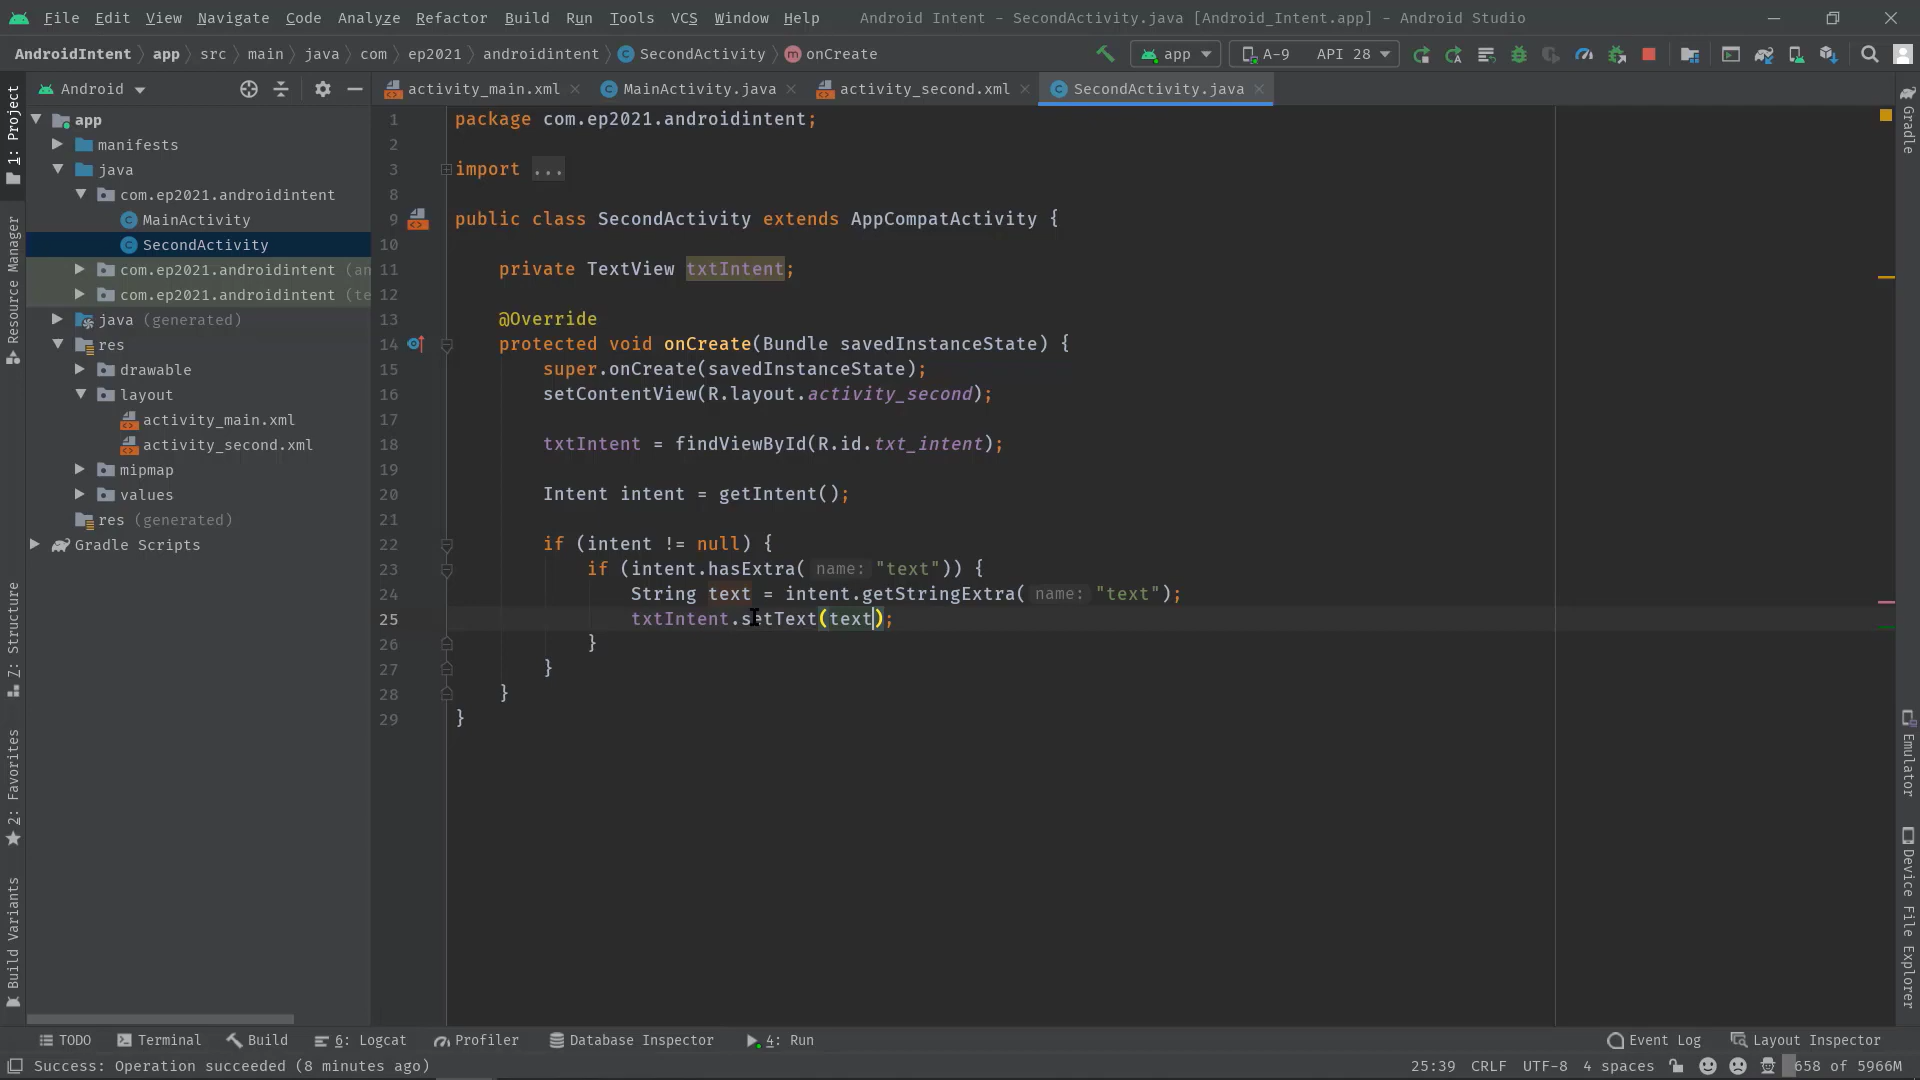 File Edit View Navigate Code Analyze Refactor Build Run Tools VCS Window Help Android Intent - SecondActivity.java [Android_Intent.app] - Android Studio
AndroidIntent app src main java com ep2021 androidintent SecondActivity onCreate app A-9 API 28
Android activity_main.xml MainActivity.java activity_second.xml SecondActivity.java
1: Project
Resource Manager
Z: Structure
2: Favorites
Build Variants
app
manifests
java
com.ep2021.androidintent
MainActivity
SecondActivity
com.ep2021.androidintent (an
com.ep2021.androidintent (te
java (generated)
res
drawable
layout
activity_main.xml
activity_second.xml
mipmap
values
res (generated)
Gradle Scripts
1 package com.ep2021.androidintent;
2
3 import ...
8
9 public class SecondActivity extends AppCompatActivity {
10
11 private TextView txtIntent;
12
13 @Override
14 protected void onCreate(Bundle savedInstanceState) {
15 super.onCreate(savedInstanceState);
16 setContentView(R.layout.activity_second);
17
18 txtIntent = findViewById(R.id.txt_intent);
19
20 Intent intent = getIntent();
21
22 if (intent != null) {
23 if (intent.hasExtra( name: "text")) {
24 String text = intent.getStringExtra( name: "text");
25 txtIntent.setText(text);
26 }
27 }
28 }
29 }
Gradle
Emulator
Device File Explorer
TODO Terminal Build 6: Logcat Profiler Database Inspector 4: Run Event Log Layout Inspector
Success: Operation succeeded (8 minutes ago) 25:39 CRLF UTF-8 4 spaces 658 of 5966M